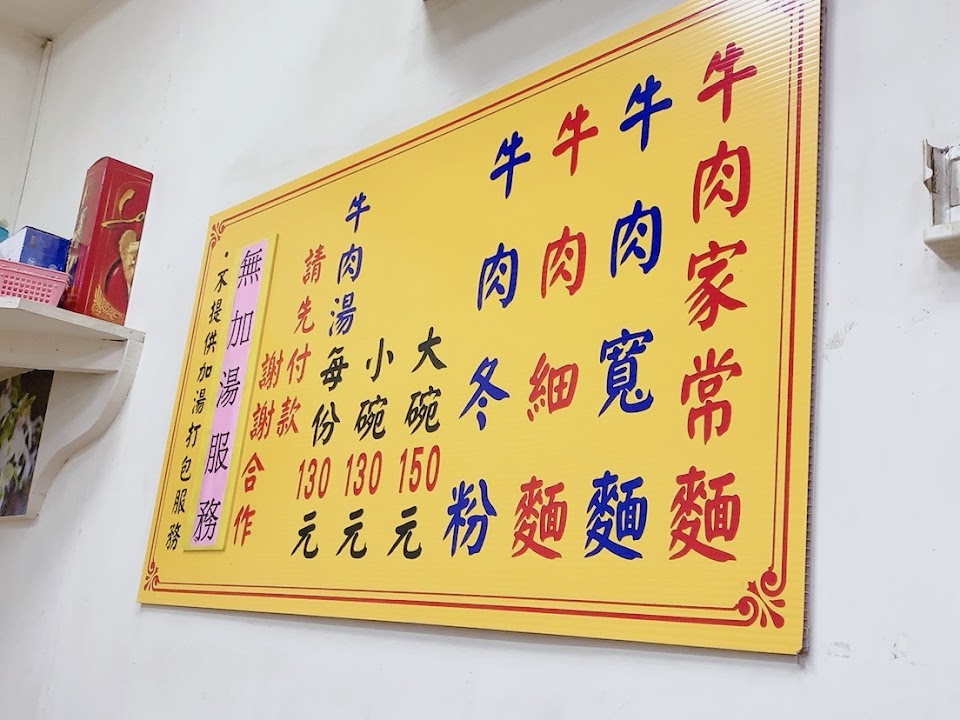 牛肉家常麵
牛肉寬麵
牛肉細麵
牛肉冬粉
大碗150元
小碗130元
牛肉湯每份130元
請先付款
謝謝合作
無加湯服務
・不提供加湯打包服務